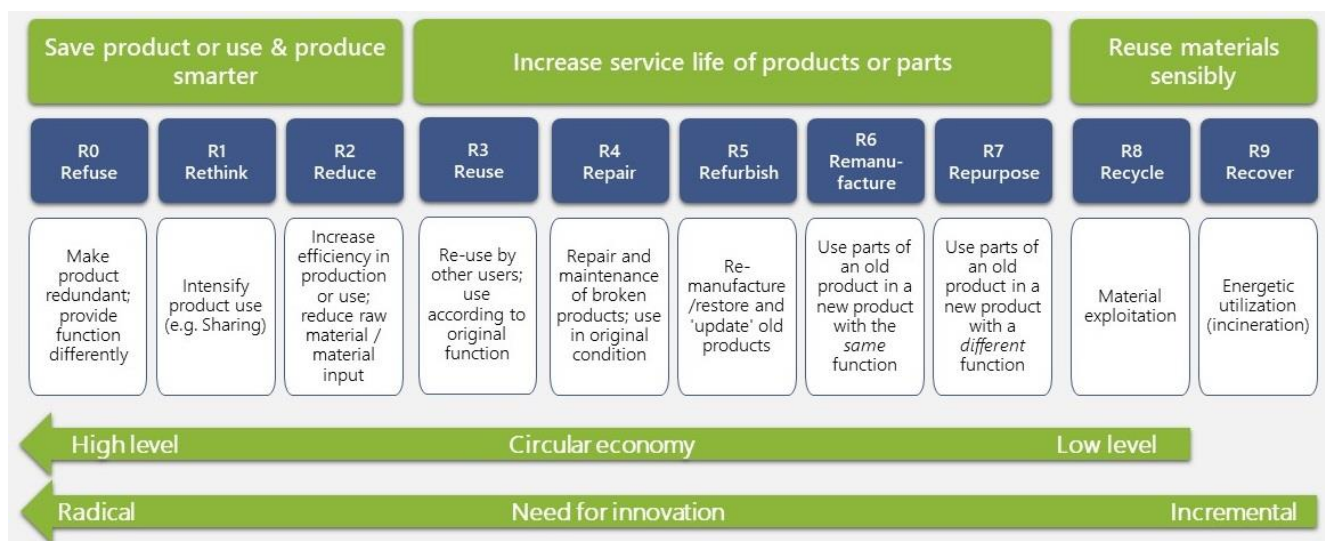 Save product or use & produce
smarter
Increase service life of products or parts
Reuse materials
sensibly
R0
Refuse
R1
Rethink
R2
Reduce
R3
Reuse
R4
Repair
R5
Refurbish
R6
Remanu-
facture
R7
Repurpose
R8
Recycle
R9
Recover
Make
product
redundant;
provide
function
differently
Intensify
product use
(e.g. Sharing)
Increase
efficiency in
production
or use;
reduce raw
material /
material
input
Re-use by
other users;
use
according to
original
function
Repair and
maintenance
of broken
products; use
in original
condition
Re-
manufacture
/restore and
'update' old
products
Use parts of
an old
product in a
new product
with the
same
function
Use parts of
an old
product in a
new product
with a
different
function
Material
exploitation
Energetic
utilization
(incineration)
High level
Circular economy
Low level
Radical
Need for innovation
Incremental